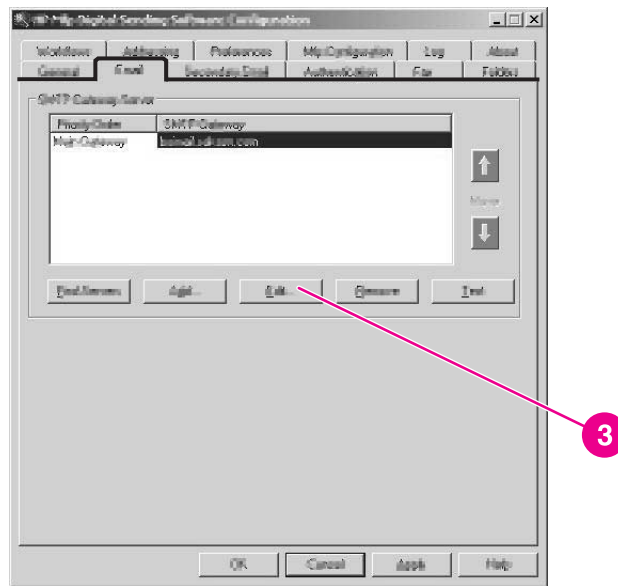 HP Mfp Digital Sending Software Configuration
Workflows Addressing Preferences Mfp Configuration Log About
General Email Secondary Email Authentication Fax Folders
SMTP Gateway Server
Priority Order SMTP Gateway
Main Gateway
Move
Find Servers Add... Edit... Remove Test
3
OK Cancel Apply Help